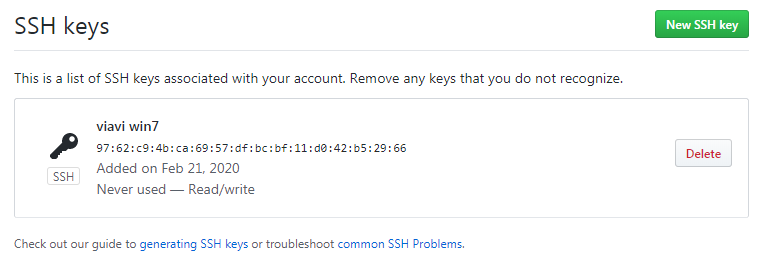 SSH keys
New SSH key
This is a list of SSH keys associated with your account. Remove any keys that you do not recognize.
viavi win7
97:62:c9:4b:ca:69:57:df:bc:bf:11:d0:42:b5:29:66
Added on Feb 21, 2020
Never used — Read/write
SSH
Delete
Check out our guide to generating SSH keys or troubleshoot common SSH Problems.